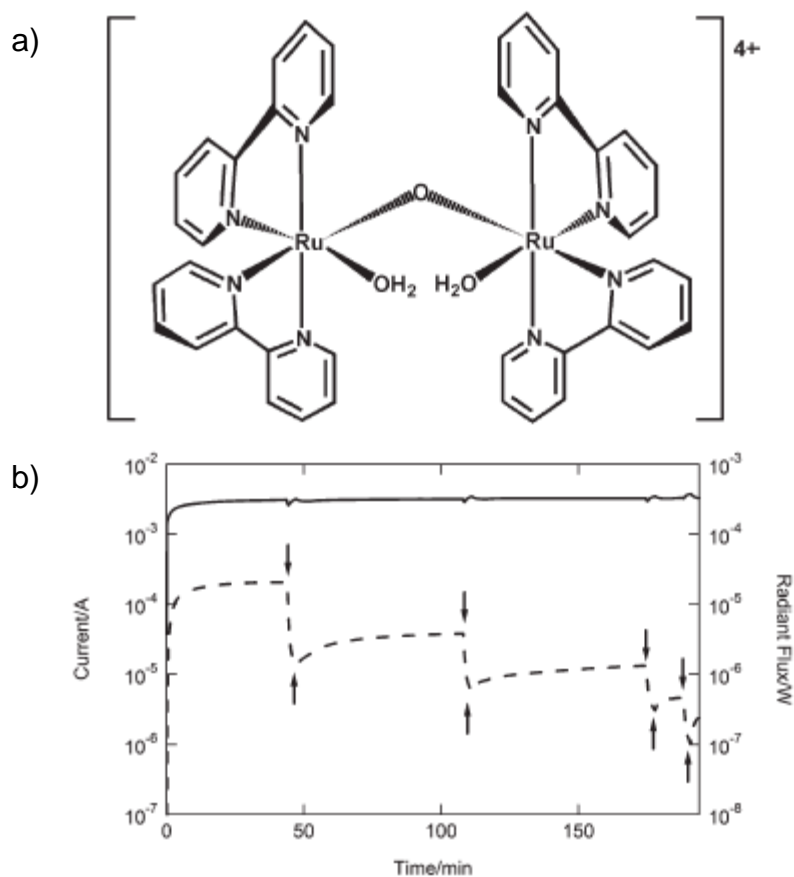 a)
4+
N
N
N
N
O
Ru
Ru
N
N
OH₂ H₂O
N
N
b)
10⁻²
10⁻³
10⁻⁴
10⁻⁵
10⁻⁶
10⁻⁷
Current/A
10⁻³
10⁻⁴
10⁻⁵
10⁻⁶
10⁻⁷
10⁻⁸
Radiant Flux/W
0 50 100 150
Time/min